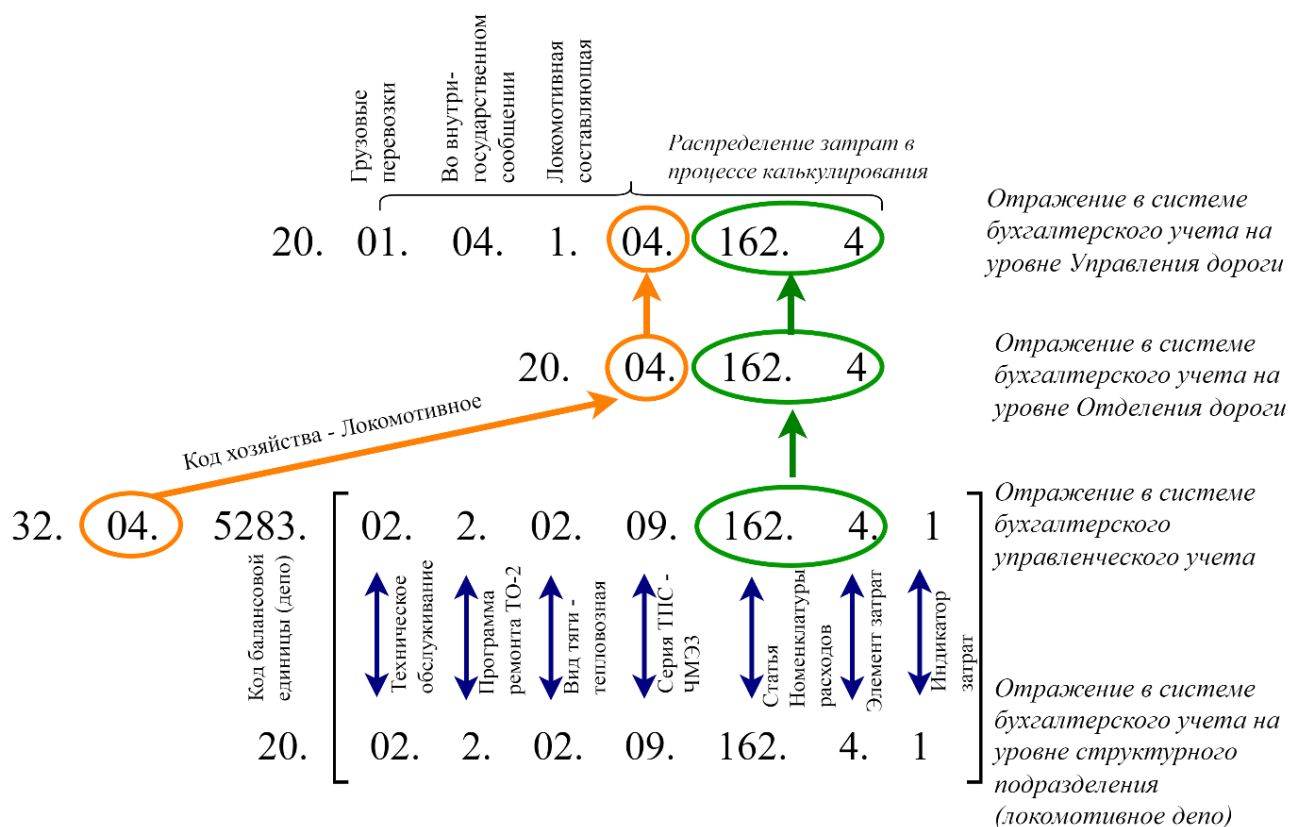 Грузовые
перевозки
Во внутри-
государственном
сообщении
Локомотивная
составляющая
Распределение затрат в
процессе калькулирования
20. 01. 04. 1. 04. 162. 4
Отражение в системе
бухгалтерского учета на
уровне Управления дороги
20. 04. 162. 4
Отражение в системе
бухгалтерского учета на
уровне Отделения дороги
Код хозяйства - Локомотивное
32. 04. 5283. 02. 2. 02. 09. 162. 4. 1
Отражение в системе
бухгалтерского
управленческого учета
Код балансовой
единицы (депо)
Техническое
обслуживание
Программа
ремонта ТО-2
Вид тяги -
тепловозная
Серия ТПС -
ЧМЭ3
Статья
Номенклатуры
расходов
Элемент затрат
Индикатор
затрат
20. 02. 2. 02. 09. 162. 4. 1
Отражение в системе
бухгалтерского учета на
уровне структурного
подразделения
(локомотивное депо)